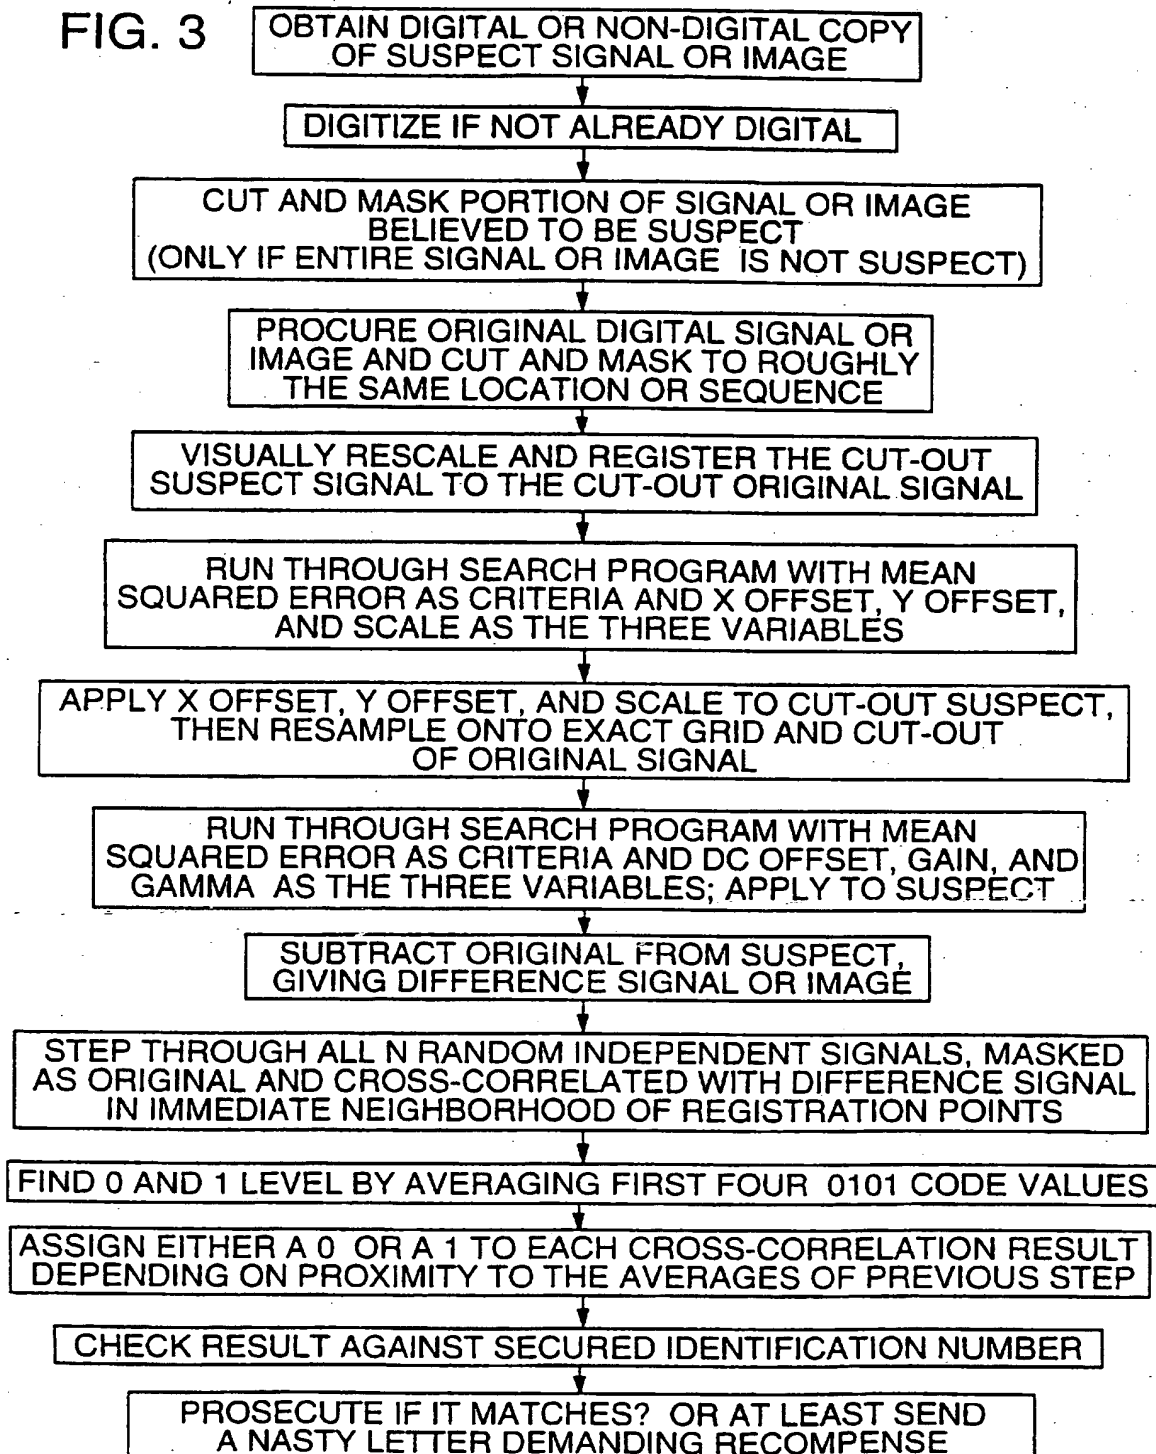 FIG. 3
OBTAIN DIGITAL OR NON-DIGITAL COPY
OF SUSPECT SIGNAL OR IMAGE
DIGITIZE IF NOT ALREADY DIGITAL
CUT AND MASK PORTION OF SIGNAL OR IMAGE
BELIEVED TO BE SUSPECT
(ONLY IF ENTIRE SIGNAL OR IMAGE IS NOT SUSPECT)
PROCURE ORIGINAL DIGITAL SIGNAL OR
IMAGE AND CUT AND MASK TO ROUGHLY
THE SAME LOCATION OR SEQUENCE
VISUALLY RESCALE AND REGISTER THE CUT-OUT
SUSPECT SIGNAL TO THE CUT-OUT ORIGINAL SIGNAL
RUN THROUGH SEARCH PROGRAM WITH MEAN
SQUARED ERROR AS CRITERIA AND X OFFSET, Y OFFSET,
AND SCALE AS THE THREE VARIABLES
APPLY X OFFSET, Y OFFSET, AND SCALE TO CUT-OUT SUSPECT,
THEN RESAMPLE ONTO EXACT GRID AND CUT-OUT
OF ORIGINAL SIGNAL
RUN THROUGH SEARCH PROGRAM WITH MEAN
SQUARED ERROR AS CRITERIA AND DC OFFSET, GAIN, AND
GAMMA AS THE THREE VARIABLES; APPLY TO SUSPECT
SUBTRACT ORIGINAL FROM SUSPECT,
GIVING DIFFERENCE SIGNAL OR IMAGE
STEP THROUGH ALL N RANDOM INDEPENDENT SIGNALS, MASKED
AS ORIGINAL AND CROSS-CORRELATED WITH DIFFERENCE SIGNAL
IN IMMEDIATE NEIGHBORHOOD OF REGISTRATION POINTS
FIND 0 AND 1 LEVEL BY AVERAGING FIRST FOUR 0101 CODE VALUES
ASSIGN EITHER A 0 OR A 1 TO EACH CROSS-CORRELATION RESULT
DEPENDING ON PROXIMITY TO THE AVERAGES OF PREVIOUS STEP
CHECK RESULT AGAINST SECURED IDENTIFICATION NUMBER
PROSECUTE IF IT MATCHES? OR AT LEAST SEND
A NASTY LETTER DEMANDING RECOMPENSE